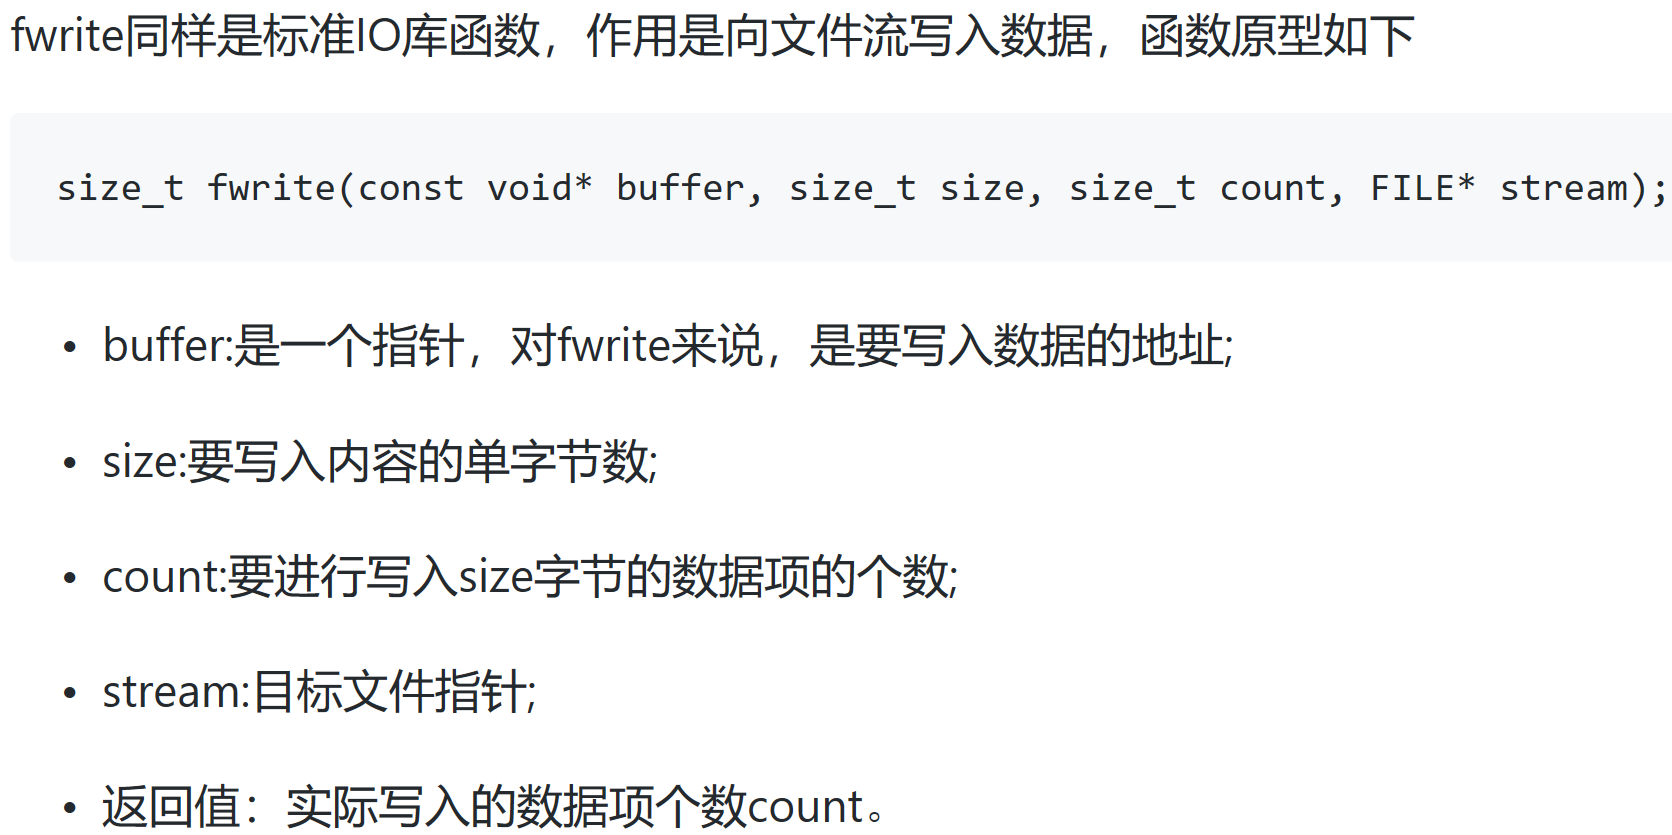 fwrite同样是标准IO库函数，作用是向文件流写入数据，函数原型如下
size_t fwrite(const void* buffer, size_t size, size_t count, FILE* stream);
• buffer:是一个指针，对fwrite来说，是要写入数据的地址;
• size:要写入内容的单字节数;
• count:要进行写入size字节的数据项的个数;
• stream:目标文件指针;
• 返回值：实际写入的数据项个数count。